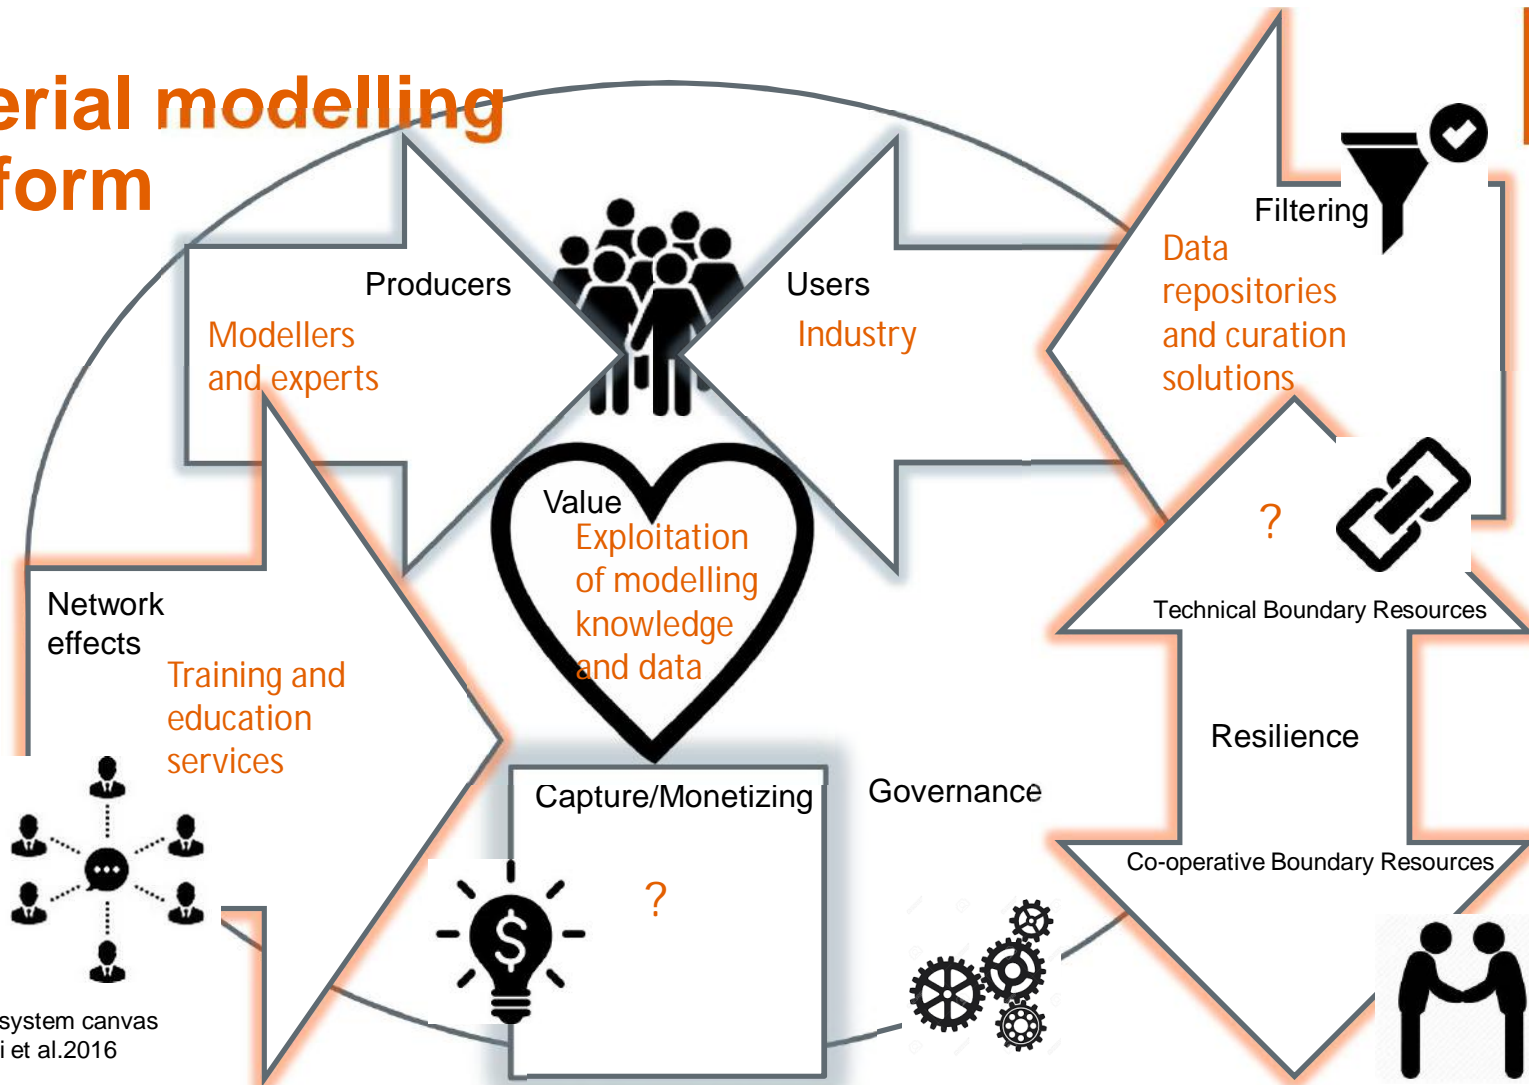 erial modelling
form
Filtering
Data
repositories
and curation
solutions
Producers
Modellers
and experts
Users
Industry
Value
Exploitation
of modelling
knowledge
and data
?
Technical Boundary Resources
Network
effects
Training and
education
services
Resilience
Capture/Monetizing
?
Governance
Co-operative Boundary Resources
$
system canvas
i et al.2016